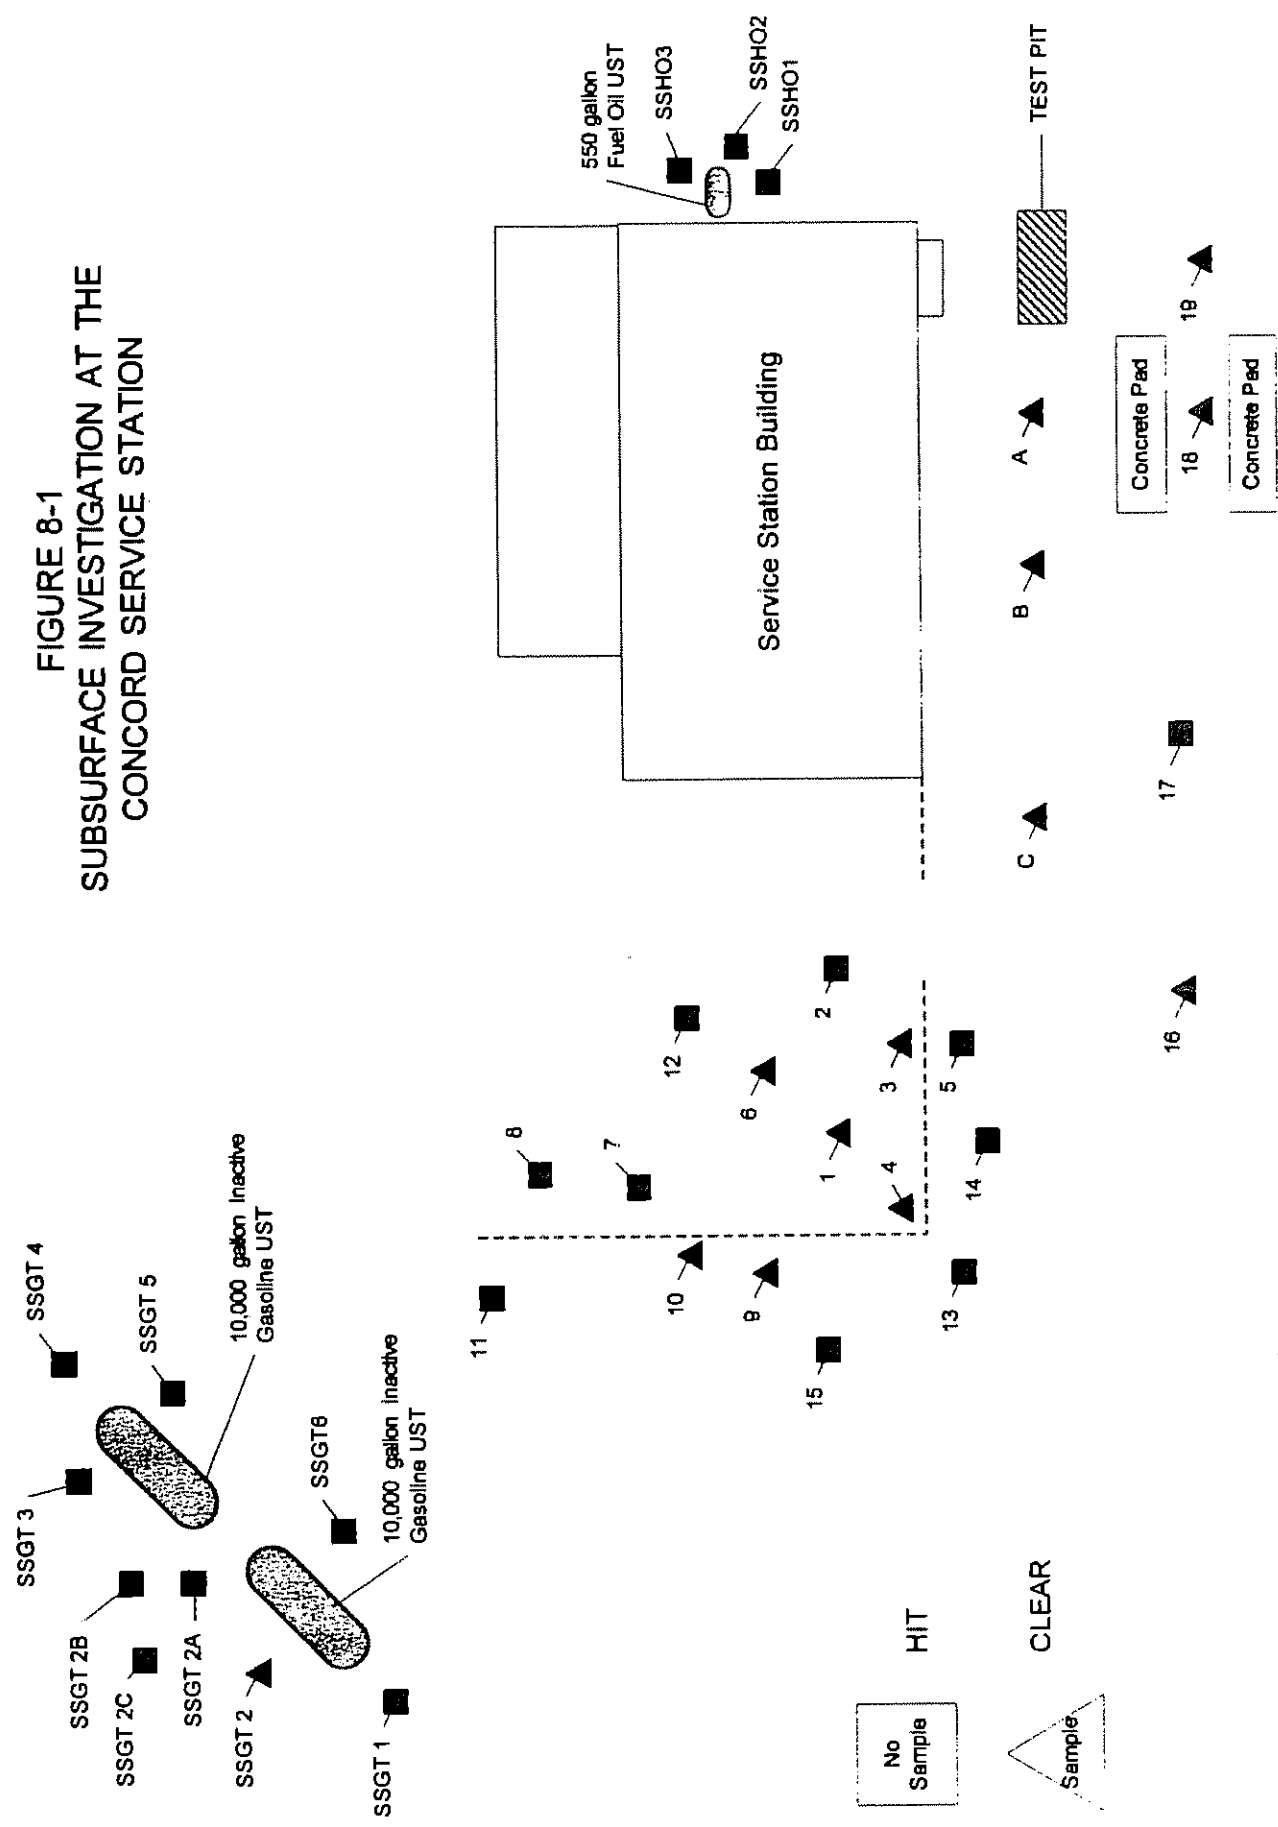 FIGURE 8-1
SUBSURFACE INVESTIGATION AT THE
CONCORD SERVICE STATION
SSGT 4
SSGT 3
SSGT 5
10,000 gallon Inactive
Gasoline UST
SSGT 2B
SSGT 2C
SSGT 2A
SSGT 2
SSGT6
10,000 gallon inactive
Gasoline UST
SSGT 1
550 gallon
Fuel Oil UST
SSHO3
SSHO2
SSHO1
Service Station Building
8
11
7
12
10
6
9
2
1
15
3
4
5
14
13
A
B
C
TEST PIT
Concrete Pad
19
18
17
16
Concrete Pad
No
Sample
HIT
Sample
CLEAR